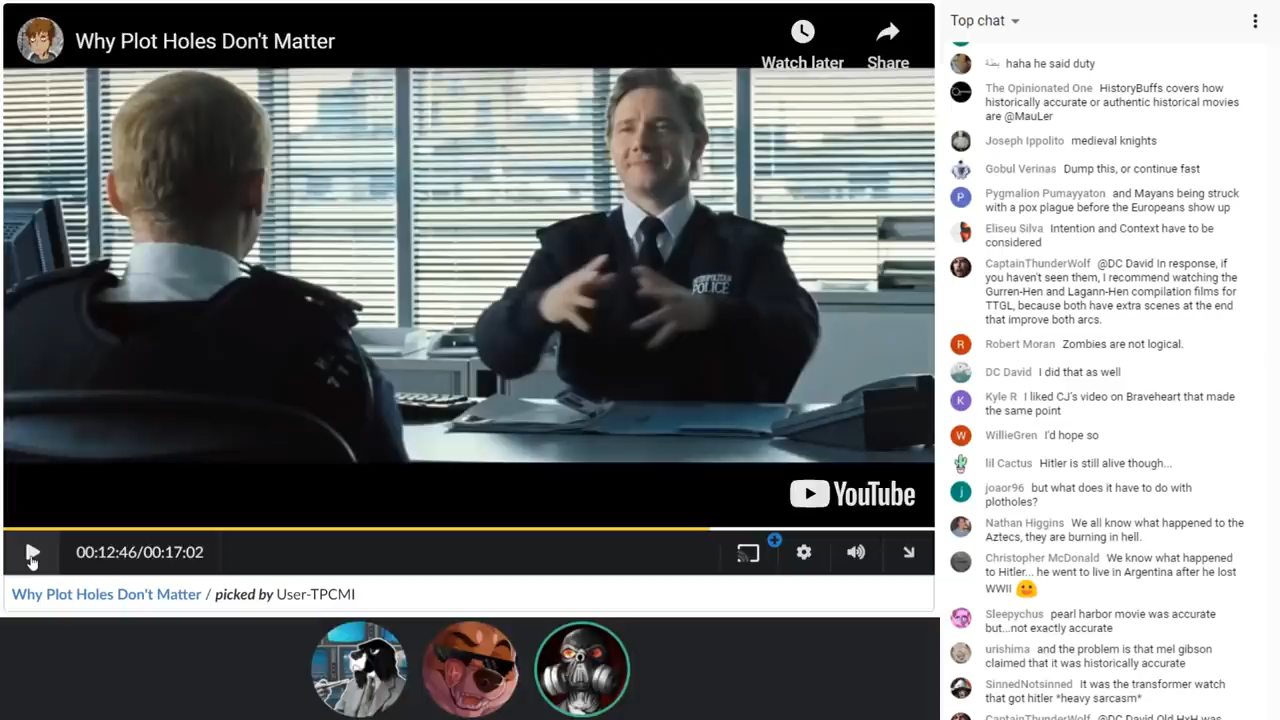 Why Plot Holes Don't Matter
Watch later
Share
POLICE
YouTube
00:12:46/00:17:02
Why Plot Holes Don't Matter / picked by User-TPCMI
Top chat
haha he said duty
The Opinionated One HistoryBuffs covers how
historically accurate or authentic historical movies
are @MauLer
Joseph Ippolito medieval knights
Gobul Verinas Dump this, or continue fast
P
Pygmalion Pumayyaton and Mayans being struck
with a pox plague before the Europeans show up
Eliseu Silva Intention and Context have to be
considered
CaptainThunderWolf @DC David In response, if
you haven't seen them, I recommend watching the
Gurren-Hen and Lagann-Hen compilation films for
TTGL, because both have extra scenes at the end
that improve both arcs.
R
Robert Moran Zombies are not logical.
DC David I did that as well
K
Kyle R I liked CJ's video on Braveheart that made
the same point
W
WillieGren I'd hope so
lil Cactus Hitler is still alive though...
j
joaor96 but what does it have to do with
plotholes?
Nathan Higgins We all know what happened to the
Aztecs, they are burning in hell.
Christopher McDonald We know what happened
to Hitler... he went to live in Argentina after he lost
WWII
Sleepychus pearl harbor movie was accurate
but...not exactly accurate
urishima and the problem is that mel gibson
claimed that it was historically accurate
SinnedNotsinned It was the transformer watch
that got hitler *heavy sarcasm*
CaptainThunderWolf @DC David Old HxH was